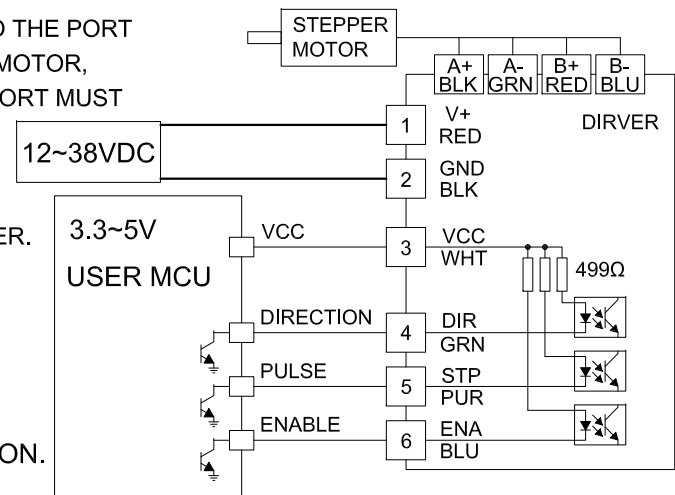 O THE PORT
MOTOR,
ORT MUST
ER.
ON.
STEPPER
MOTOR
A+
BLK
A-
GRN
B+
RED
B-
BLU
DIRVER
12~38VDC
1
V+
RED
2
GND
BLK
3.3~5V
USER MCU
VCC
3
VCC
WHT
499Ω
DIRECTION
4
DIR
GRN
PULSE
5
STP
PUR
ENABLE
6
ENA
BLU